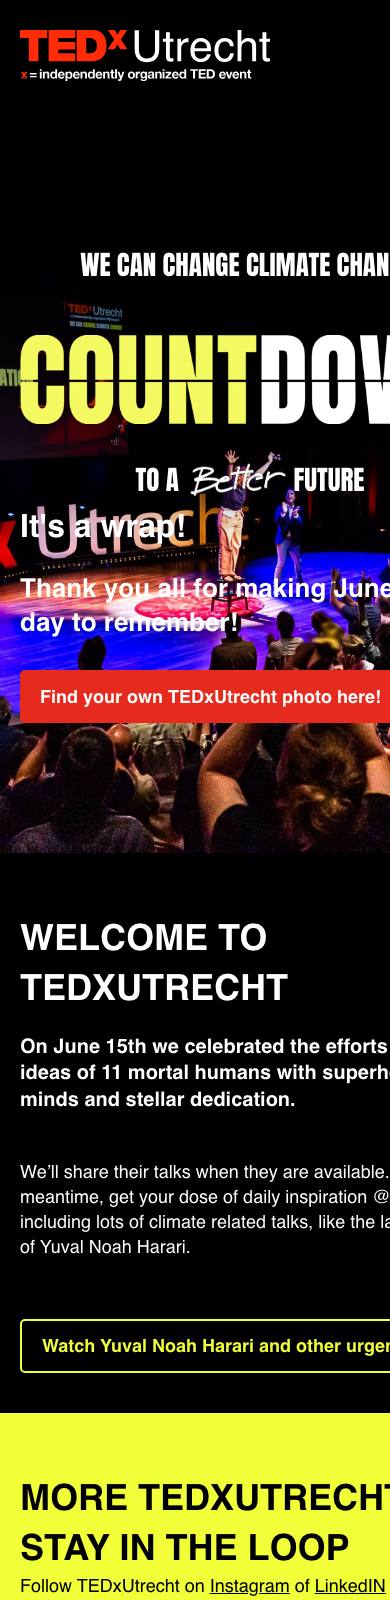 TEDx Utrecht
x = independently organized TED event
WE CAN CHANGE CLIMATE CHAN
TEDx Utrecht
COUNTDOW
TO A Better FUTURE
x Utrecht
It's a wrap!
Thank you all for making June
day to remember!
Find your own TEDxUtrecht photo here!
WELCOME TO
TEDXUTRECHT
On June 15th we celebrated the efforts
ideas of 11 mortal humans with superhe
minds and stellar dedication.
We'll share their talks when they are available.
meantime, get your dose of daily inspiration @
including lots of climate related talks, like the la
of Yuval Noah Harari.
Watch Yuval Noah Harari and other urgen
MORE TEDXUTRECHT
STAY IN THE LOOP
Follow TEDxUtrecht on Instagram of LinkedIN